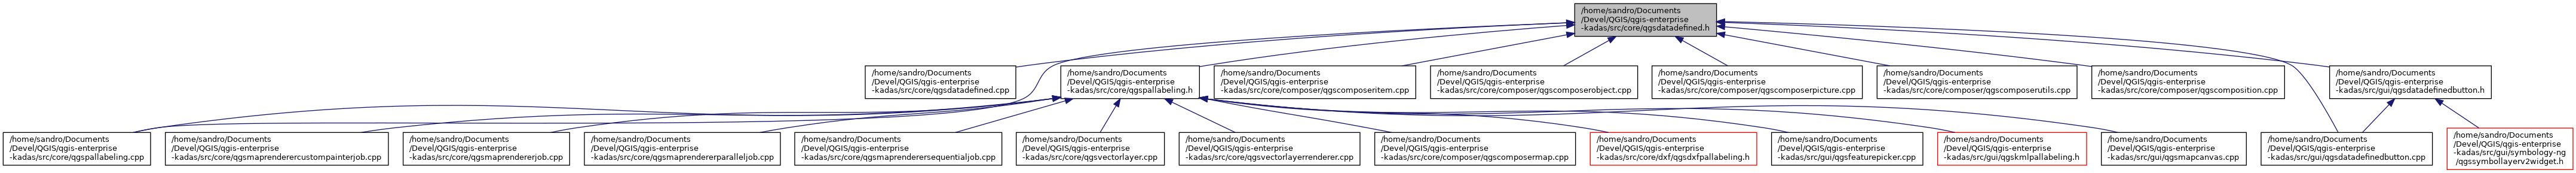 /home/sandro/Documents
/Devel/QGIS/qgis-enterprise
-kadas/src/core/qgsdatadefined.h
/home/sandro/Documents
/Devel/QGIS/qgis-enterprise
-kadas/src/core/qgsdatadefined.cpp
/home/sandro/Documents
/Devel/QGIS/qgis-enterprise
-kadas/src/core/qgspallabeling.h
/home/sandro/Documents
/Devel/QGIS/qgis-enterprise
-kadas/src/core/composer/qgscomposeritem.cpp
/home/sandro/Documents
/Devel/QGIS/qgis-enterprise
-kadas/src/core/composer/qgscomposerobject.cpp
/home/sandro/Documents
/Devel/QGIS/qgis-enterprise
-kadas/src/core/composer/qgscomposerpicture.cpp
/home/sandro/Documents
/Devel/QGIS/qgis-enterprise
-kadas/src/core/composer/qgscomposerutils.cpp
/home/sandro/Documents
/Devel/QGIS/qgis-enterprise
-kadas/src/core/composer/qgscomposition.cpp
/home/sandro/Documents
/Devel/QGIS/qgis-enterprise
-kadas/src/gui/qgsdatadefinedbutton.h
/home/sandro/Documents
/Devel/QGIS/qgis-enterprise
-kadas/src/core/qgspallabeling.cpp
/home/sandro/Documents
/Devel/QGIS/qgis-enterprise
-kadas/src/core/qgsmaprenderercustompainterjob.cpp
/home/sandro/Documents
/Devel/QGIS/qgis-enterprise
-kadas/src/core/qgsmaprendererjob.cpp
/home/sandro/Documents
/Devel/QGIS/qgis-enterprise
-kadas/src/core/qgsmaprendererparalleljob.cpp
/home/sandro/Documents
/Devel/QGIS/qgis-enterprise
-kadas/src/core/qgsmaprenderersequentialjob.cpp
/home/sandro/Documents
/Devel/QGIS/qgis-enterprise
-kadas/src/core/qgsvectorlayer.cpp
/home/sandro/Documents
/Devel/QGIS/qgis-enterprise
-kadas/src/core/qgsvectorlayerrenderer.cpp
/home/sandro/Documents
/Devel/QGIS/qgis-enterprise
-kadas/src/core/composer/qgscomposermap.cpp
/home/sandro/Documents
/Devel/QGIS/qgis-enterprise
-kadas/src/core/dxf/qgsdxfpallabeling.h
/home/sandro/Documents
/Devel/QGIS/qgis-enterprise
-kadas/src/gui/qgsfeaturepicker.cpp
/home/sandro/Documents
/Devel/QGIS/qgis-enterprise
-kadas/src/gui/qgskmlpallabeling.h
/home/sandro/Documents
/Devel/QGIS/qgis-enterprise
-kadas/src/gui/qgsmapcanvas.cpp
/home/sandro/Documents
/Devel/QGIS/qgis-enterprise
-kadas/src/gui/qgsdatadefinedbutton.cpp
/home/sandro/Documents
/Devel/QGIS/qgis-enterprise
-kadas/src/gui/symbology-ng
/qgssymbollayerv2widget.h